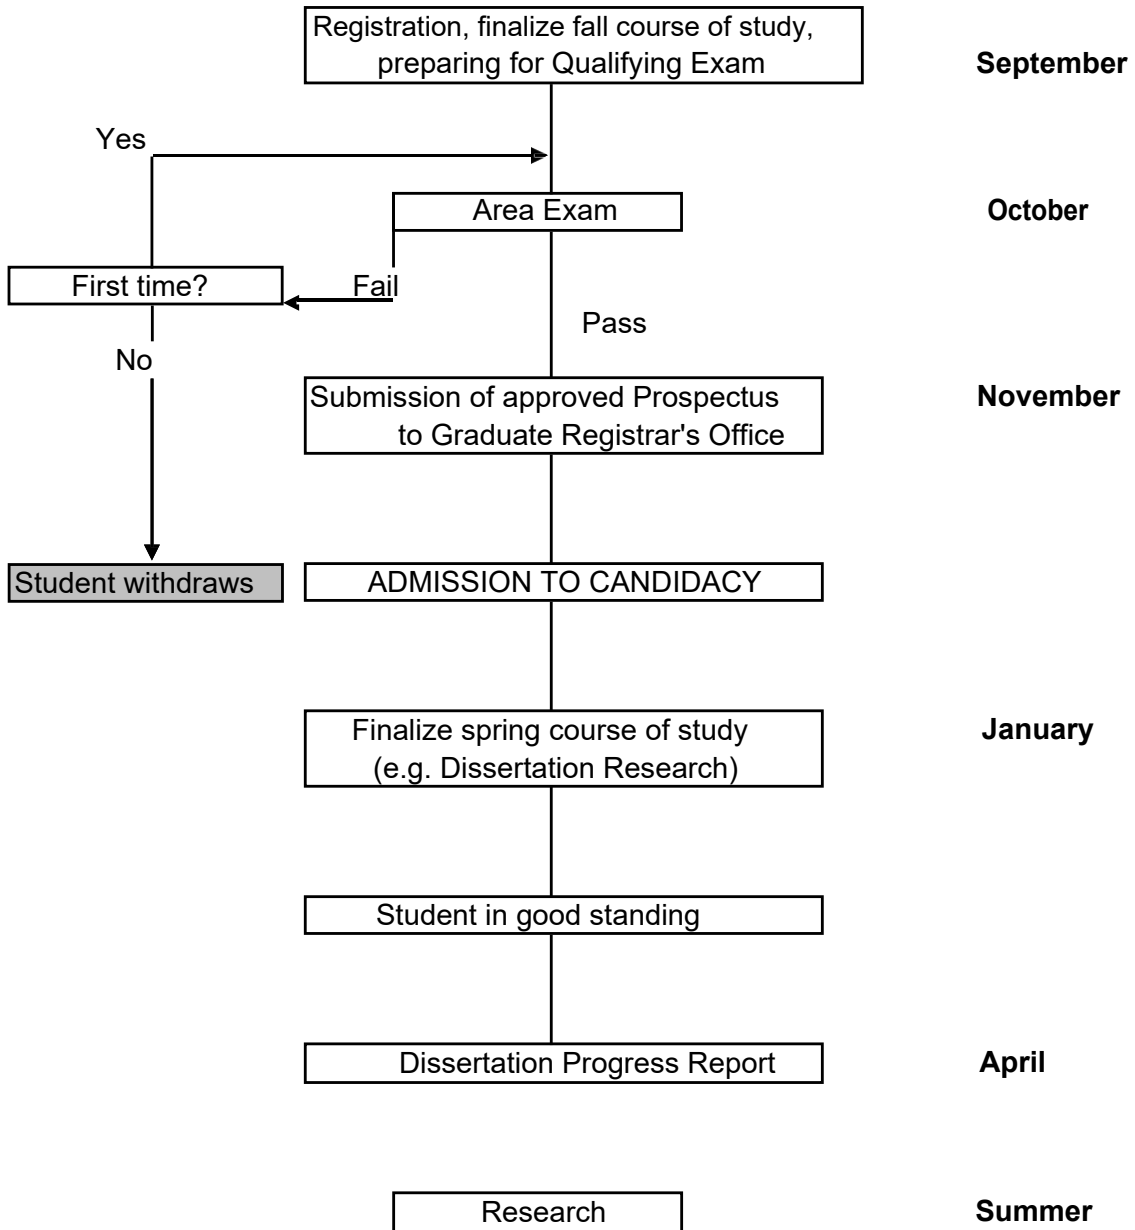 Registration, finalize fall course of study,
preparing for Qualifying Exam
September
Yes
Area Exam
October
First time?
Fail
Pass
No
Submission of approved Prospectus
to Graduate Registrar's Office
November
Student withdraws
ADMISSION TO CANDIDACY
Finalize spring course of study
(e.g. Dissertation Research)
January
Student in good standing
Dissertation Progress Report
April
Research
Summer